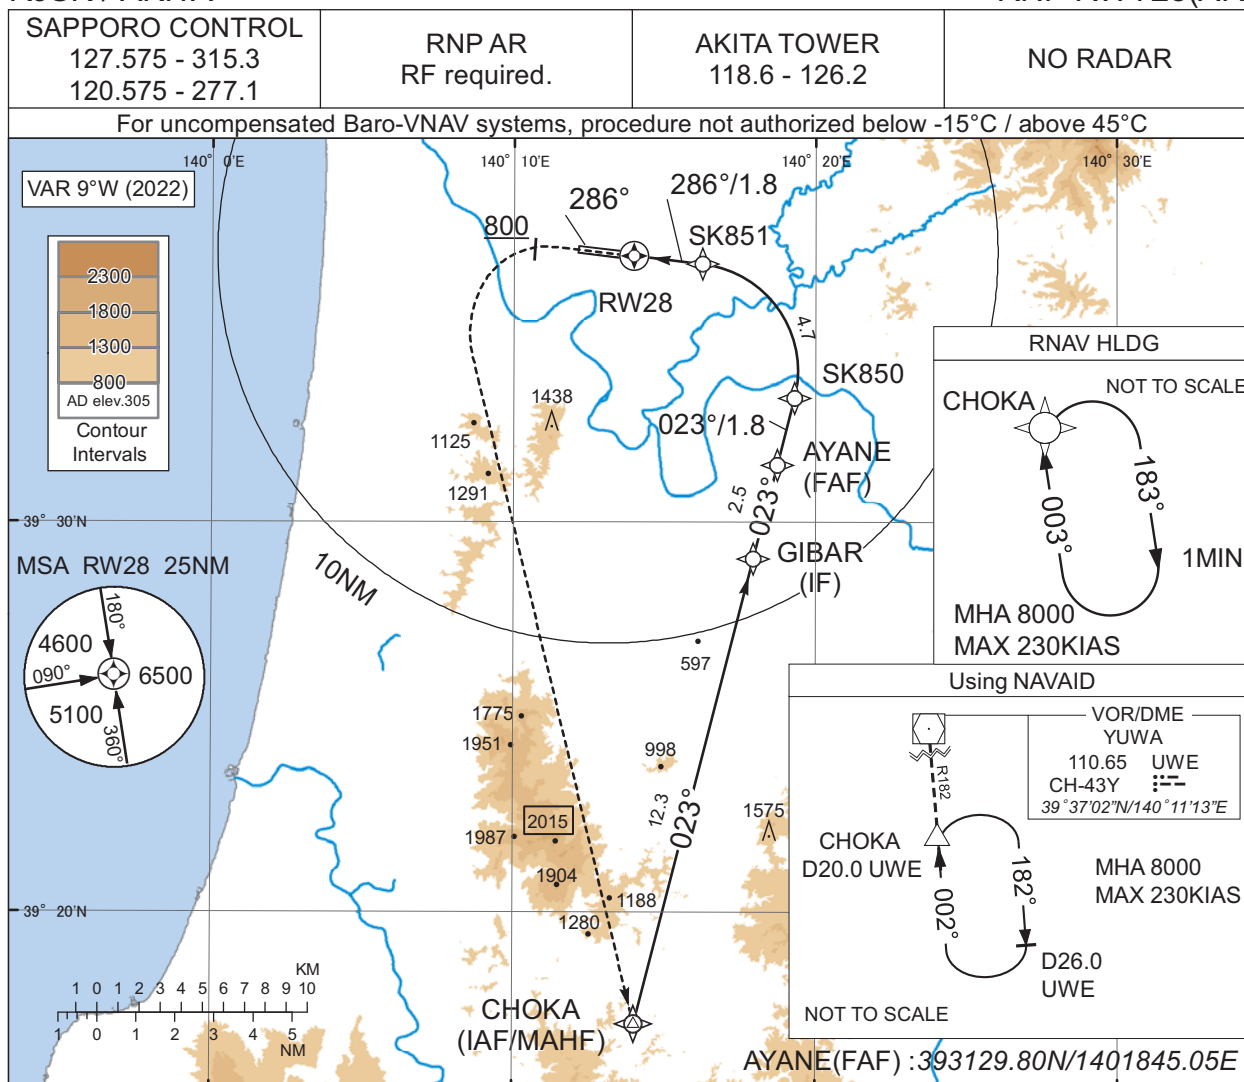 SAPPORO CONTROL
127.575 - 315.3
120.575 - 277.1
RNP AR
RF required.
AKITA TOWER
118.6 - 126.2
NO RADAR
For uncompensated Baro-VNAV systems, procedure not authorized below -15°C / above 45°C
140° 0'E
140° 10'E
140° 20'E
140° 30'E
VAR 9°W (2022)
2300
1800
1300
800
AD elev.305
Contour
Intervals
800
286°
286°/1.8
SK851
RW28
4.7
SK850
023°/1.8
AYANE
(FAF)
2.5
023°
GIBAR
(IF)
1438
1125
1291
39° 30'N
10NM
MSA RW28 25NM
180°
4600
090°
6500
5100
360°
597
1775
1951
998
12.3
023°
1575
2015
1987
1904
1188
1280
39° 20'N
CHOKA
(IAF/MAHF)
KM
1 0 1 2 3 4 5 6 7 8 9 10
1 0 1 2 3 4 5
NM
RNAV HLDG
NOT TO SCALE
CHOKA
183°
003°
1MIN
MHA 8000
MAX 230KIAS
Using NAVAID
VOR/DME
YUWA
110.65 UWE
CH-43Y
39°37'02"N/140°11'13"E
R182
CHOKA
D20.0 UWE
182°
002°
MHA 8000
MAX 230KIAS
D26.0
UWE
NOT TO SCALE
AYANE(FAF) :393129.80N/1401845.05E